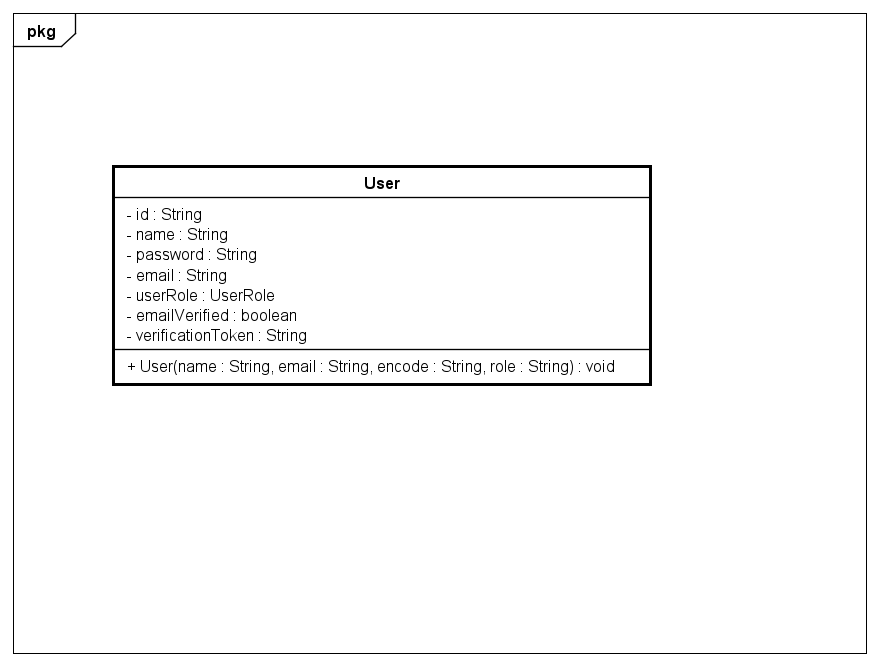 pkg
User
- id : String
- name : String
- password : String
- email : String
- userRole : UserRole
- emailVerified : boolean
- verificationToken : String
+ User(name : String, email : String, encode : String, role : String) : void